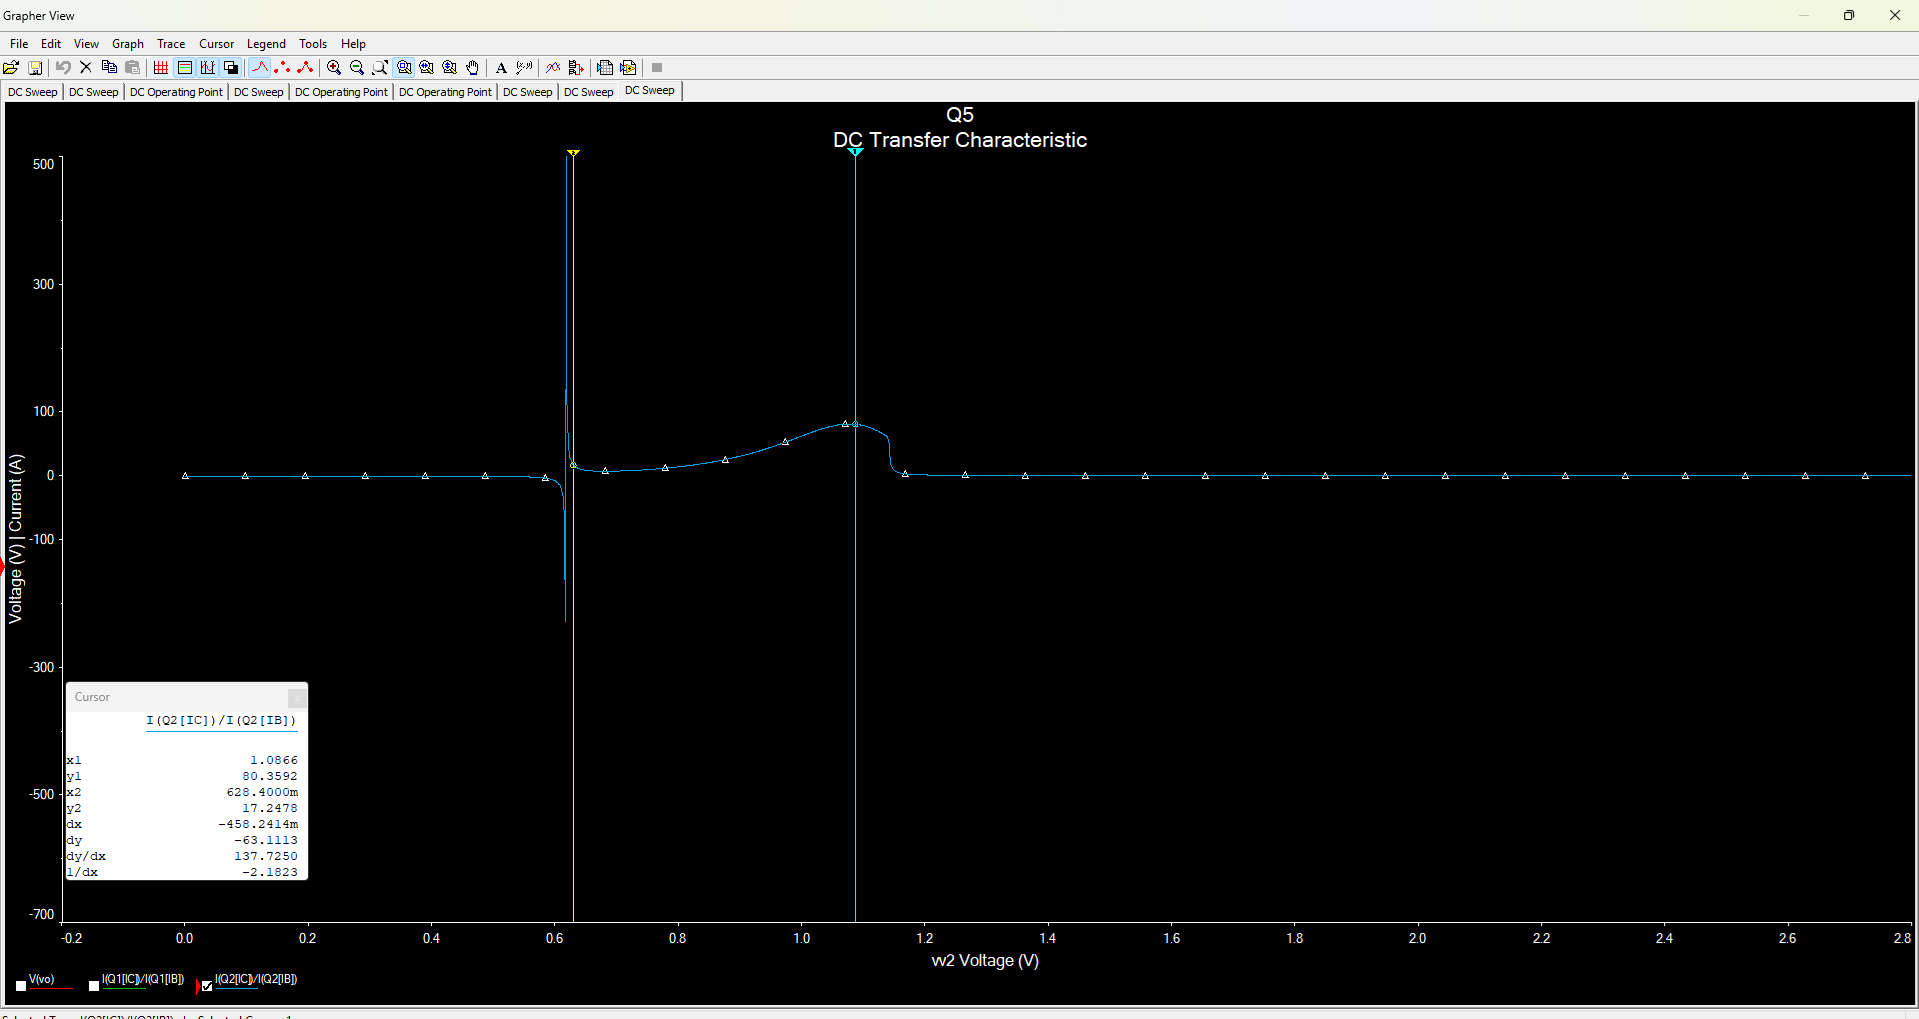 Grapher View
File Edit View Graph Trace Cursor Legend Tools Help
DC Sweep DC Sweep DC Operating Point DC Sweep DC Operating Point DC Operating Point DC Sweep DC Sweep DC Sweep
Q5
DC Transfer Characteristic
Voltage (V) | Current (A)
500
300
100
0
-100
-300
-500
-700
Cursor
I(Q2[IC])/I(Q2[IB])
x1 1.0866
y1 80.3592
x2 628.4000m
y2 17.2478
dx -458.2414m
dy -63.1113
dy/dx 137.7250
1/dx -2.1823
-0.2 0.0 0.2 0.4 0.6 0.8 1.0 1.2 1.4 1.6 1.8 2.0 2.2 2.4 2.6 2.8
vv2 Voltage (V)
V(vo) I(Q1[IC])/I(Q1[IB]) I(Q2[IC])/I(Q2[IB])